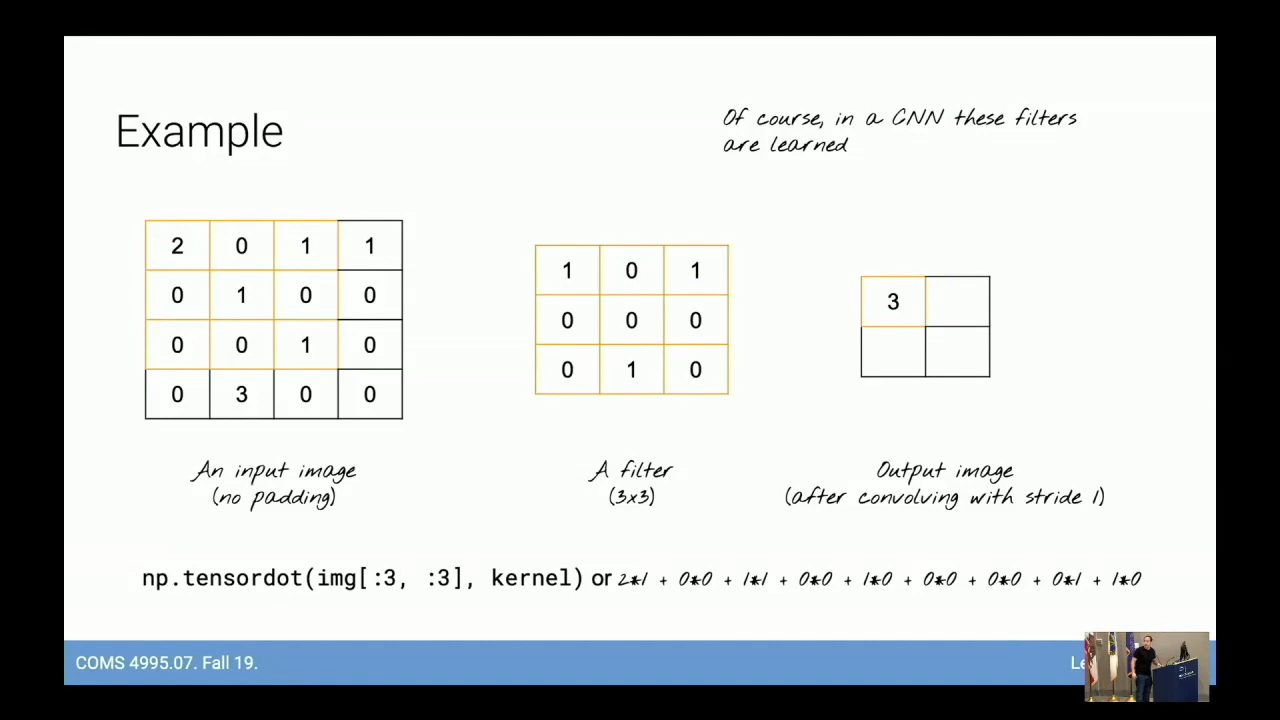 Example
Of course, in a CNN these filters
are learned
2 0 1 1
0 1 0 0
0 0 1 0
0 3 0 0
1 0 1
0 0 0
0 1 0
3
An input image
(no padding)
A filter
(3x3)
Output image
(after convolving with stride 1)
np.tensordot(img[:3, :3], kernel) or 2*1 + 0*0 + 1*1 + 0*0 + 1*0 + 0*0 + 0*0 + 0*1 + 1*0
COMS 4995.07. Fall 19.